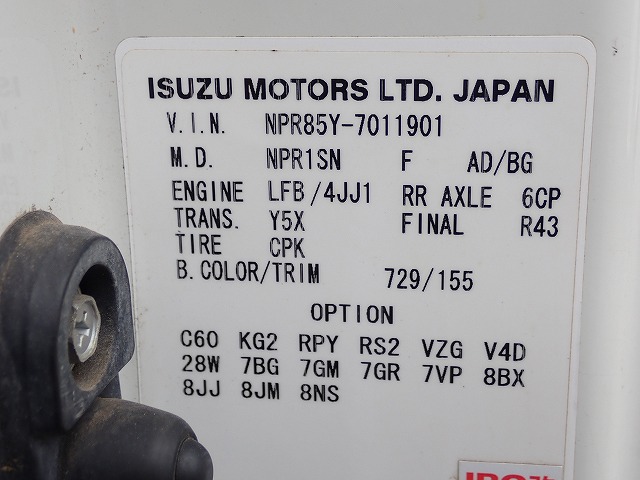 ISUZU MOTORS LTD. JAPAN
V.I.N. NPR85Y-7011901
M.D. NPR1SN F AD/BG
ENGINE LFB/4JJ1 RR AXLE 6CP
TRANS. Y5X FINAL R43
TIRE CPK
B.COLOR/TRIM 729/155
OPTION
C60 KG2 RPY RS2 VZG V4D
28W 7BG 7GM 7GR 7VP 8BX
8JJ 8JM 8NS